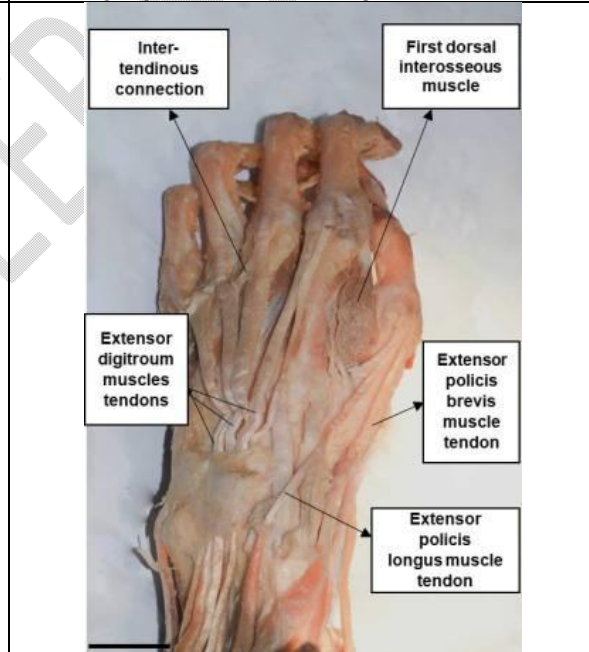 Inter-
tendinous
connection
First dorsal
interosseous
muscle
Extensor
digitroum
muscles
tendons
Extensor
policis
brevis
muscle
tendon
Extensor
policis
longus muscle
tendon